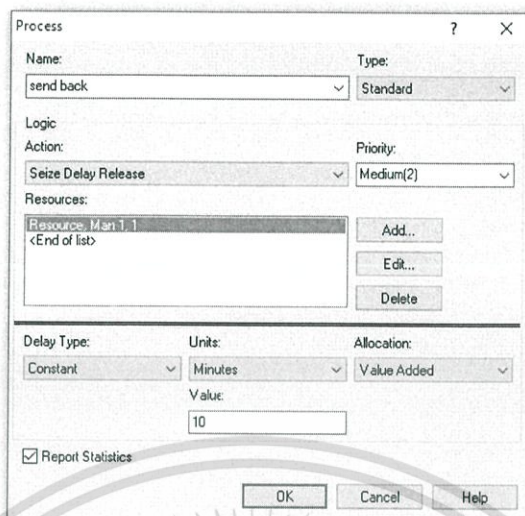 Process ? ×
Name: Type:
send back Standard
Logic
Action: Priority:
Seize Delay Release Medium(2)
Resources:
Resource, Man 1, 1
<End of list>
Add...
Edit...
Delete
Delay Type: Units: Allocation:
Constant Minutes Value Added
Value:
10
Report Statistics
OK Cancel Help